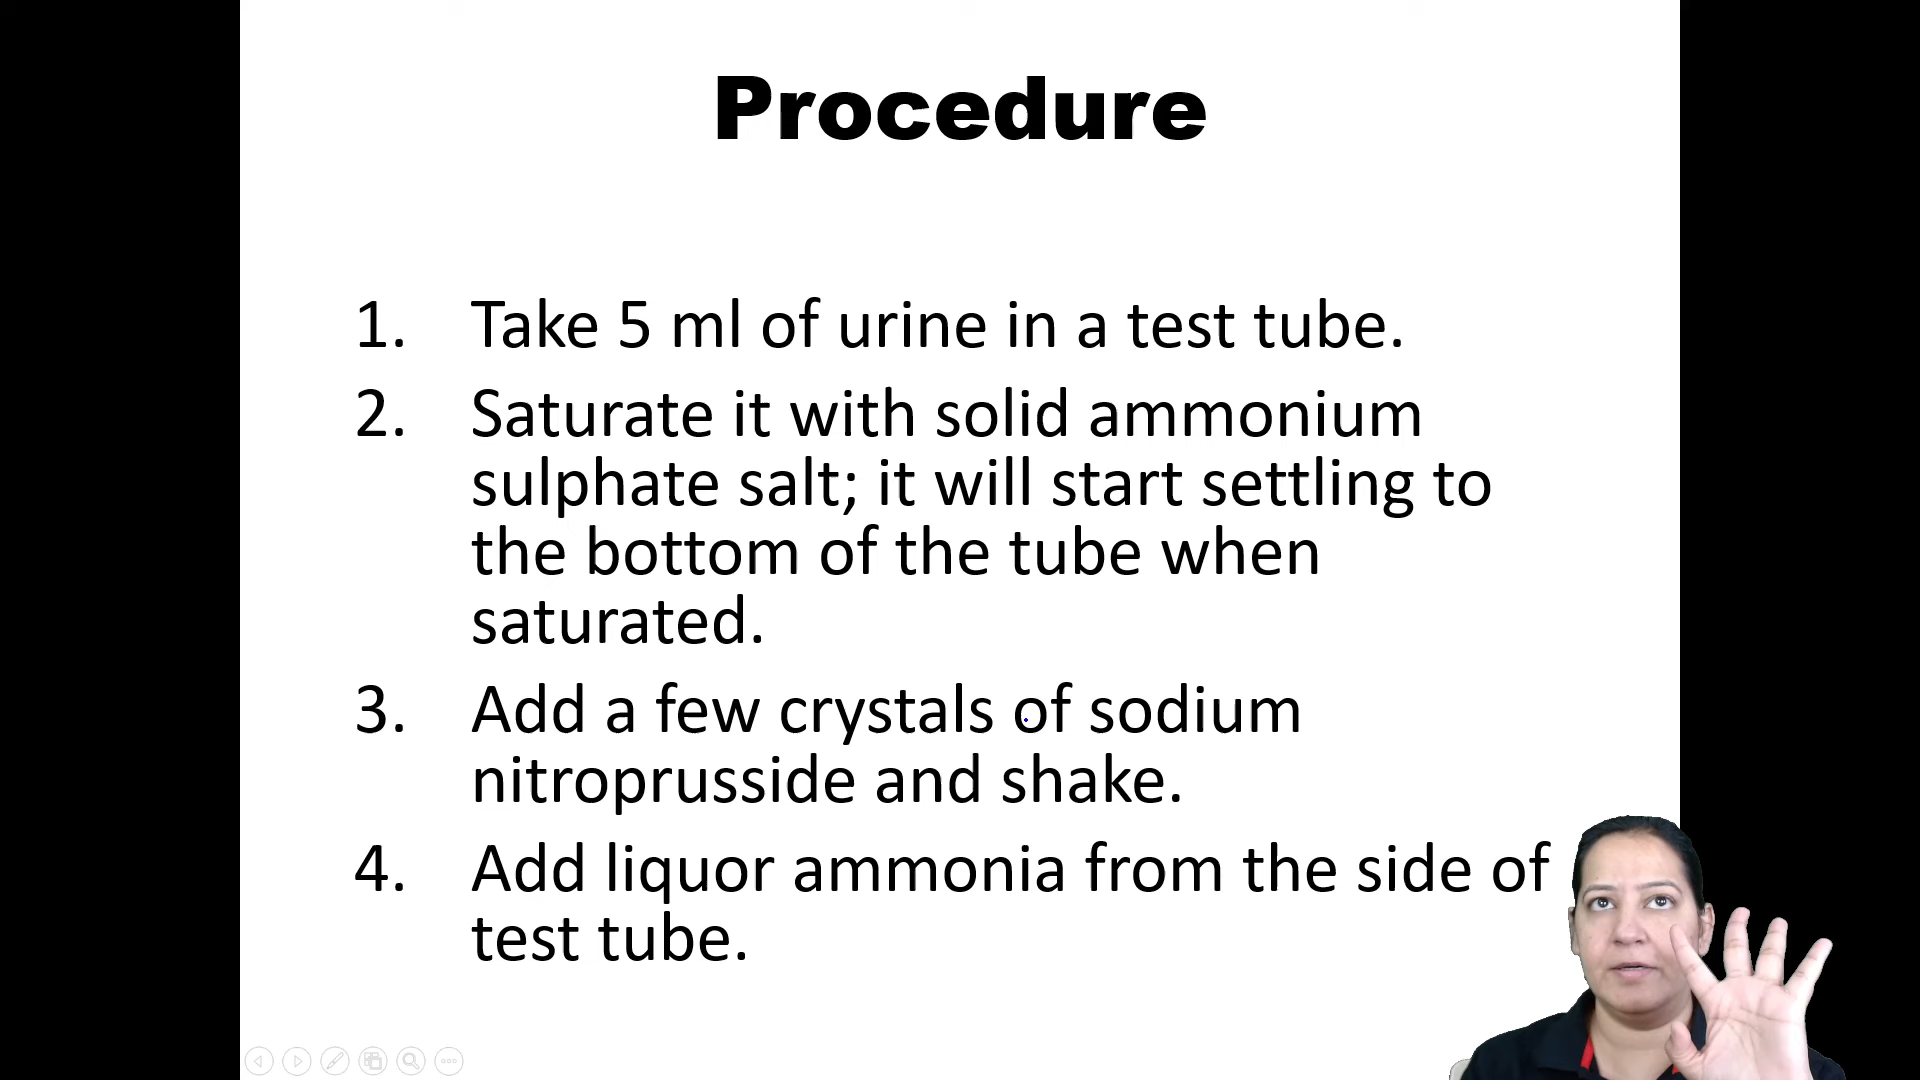 Procedure
1. Take 5 ml of urine in a test tube.
2. Saturate it with solid ammonium
sulphate salt; it will start settling to
the bottom of the tube when
saturated.
3. Add a few crystals of sodium
nitroprusside and shake.
4. Add liquor ammonia from the side of
test tube.